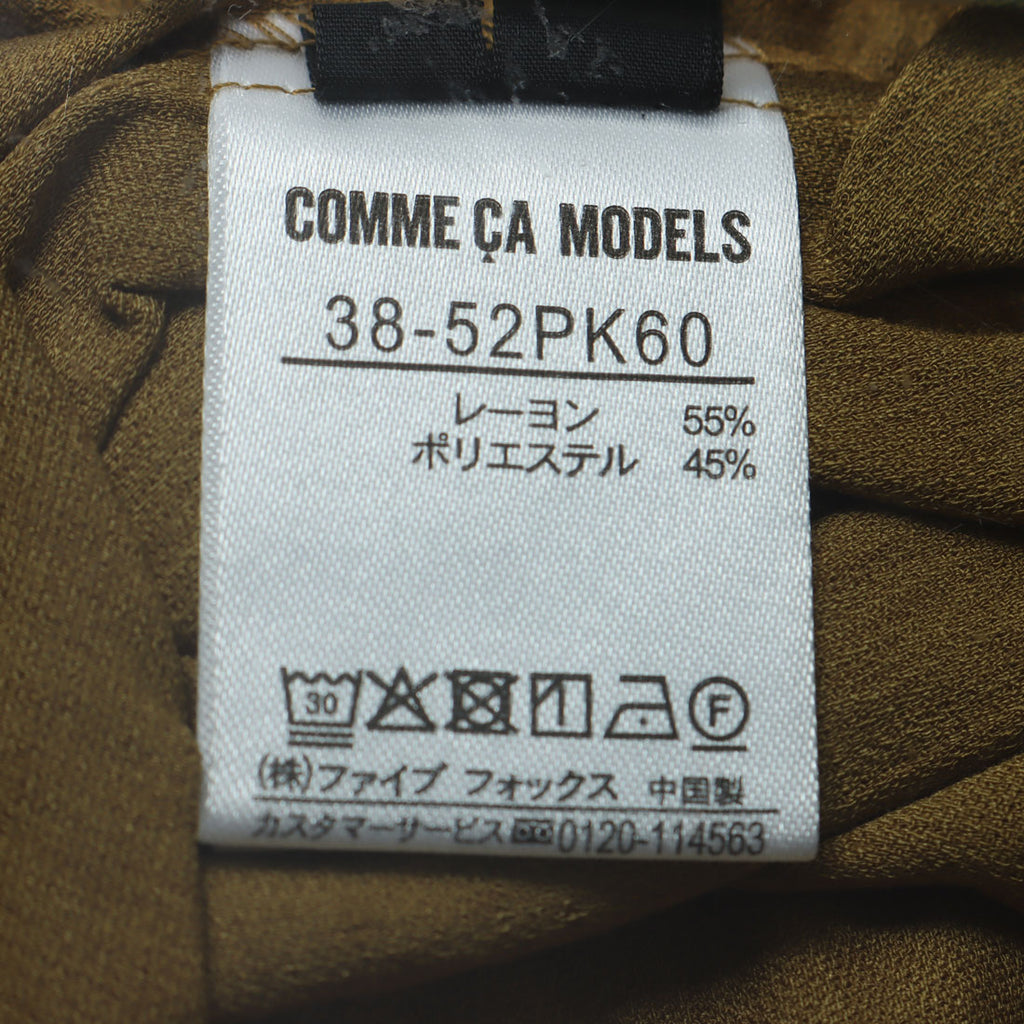 COMME ÇA MODELS
38-52PK60
レーヨン 55%
ポリエステル 45%
30 F
(株)ファイブ フォックス 中国製
カスタマーサービス 0120-114563